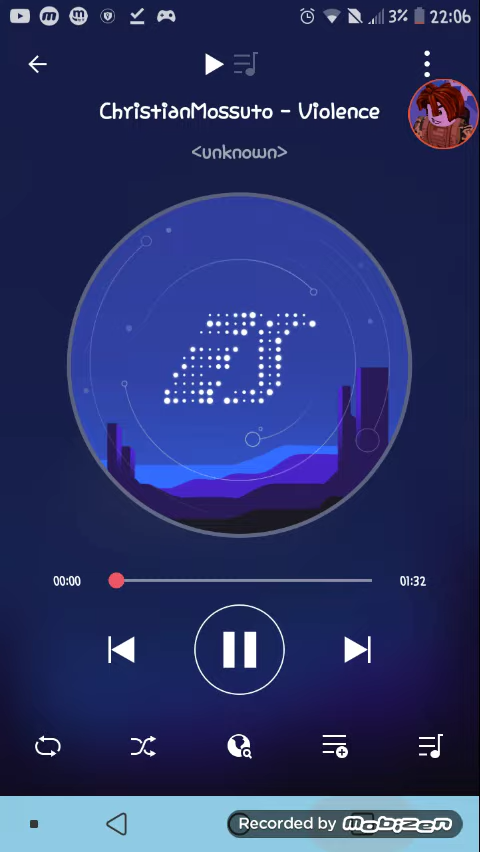 3% 22:06
ChristianMossuto - Violence
<unknown>
00:00
01:32
Recorded by mobizen